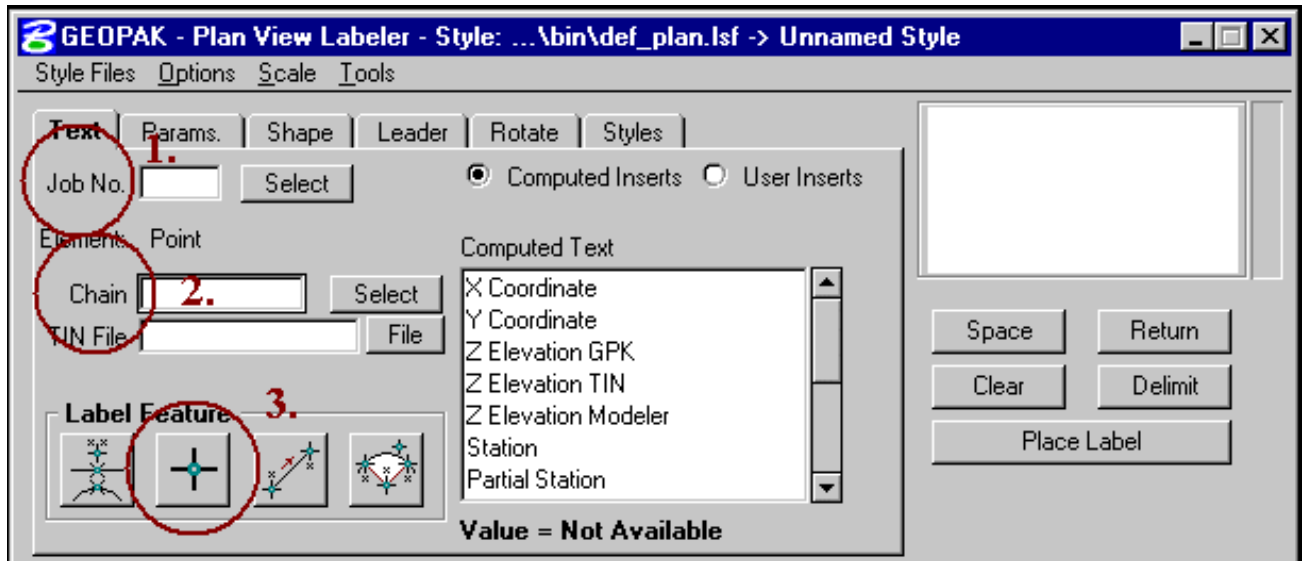 GEOPAK - Plan View Labeler - Style: ...\bin\def_plan.lsf -> Unnamed Style
Style Files Options Scale Tools
Text Params. Shape Leader Rotate Styles
1.
Job No. Select Computed Inserts User Inserts
Element: Point
Computed Text
Chain 2. Select
TIN File File
X Coordinate
Y Coordinate
Z Elevation GPK
Z Elevation TIN
Z Elevation Modeler
Station
Partial Station
Label Feature 3.
Value = Not Available
Space Return
Clear Delimit
Place Label